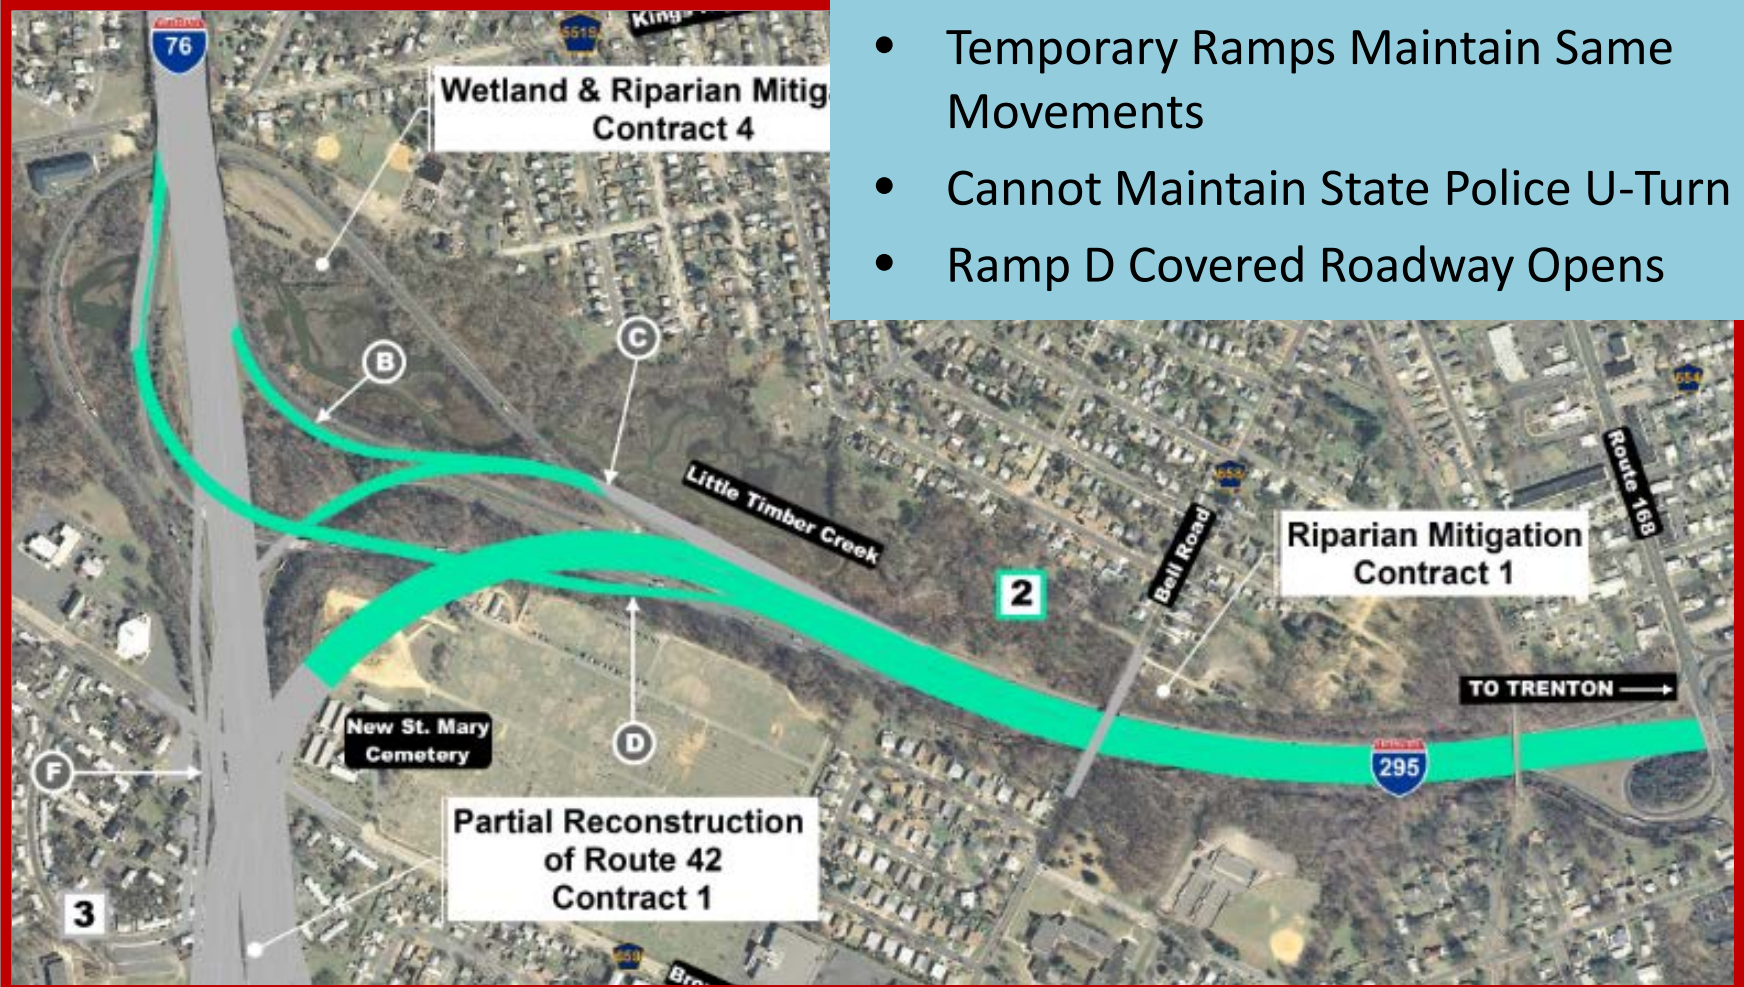 76
551S
Wetland & Riparian Mitig
Contract 4
• Temporary Ramps Maintain Same
Movements
• Cannot Maintain State Police U-Turn
• Ramp D Covered Roadway Opens
C
B
Little Timber Creek
Bell Road
Route 168
Riparian Mitigation
Contract 1
2
TO TRENTON
New St. Mary
Cemetery
D
F
295
Partial Reconstruction
of Route 42
Contract 1
3